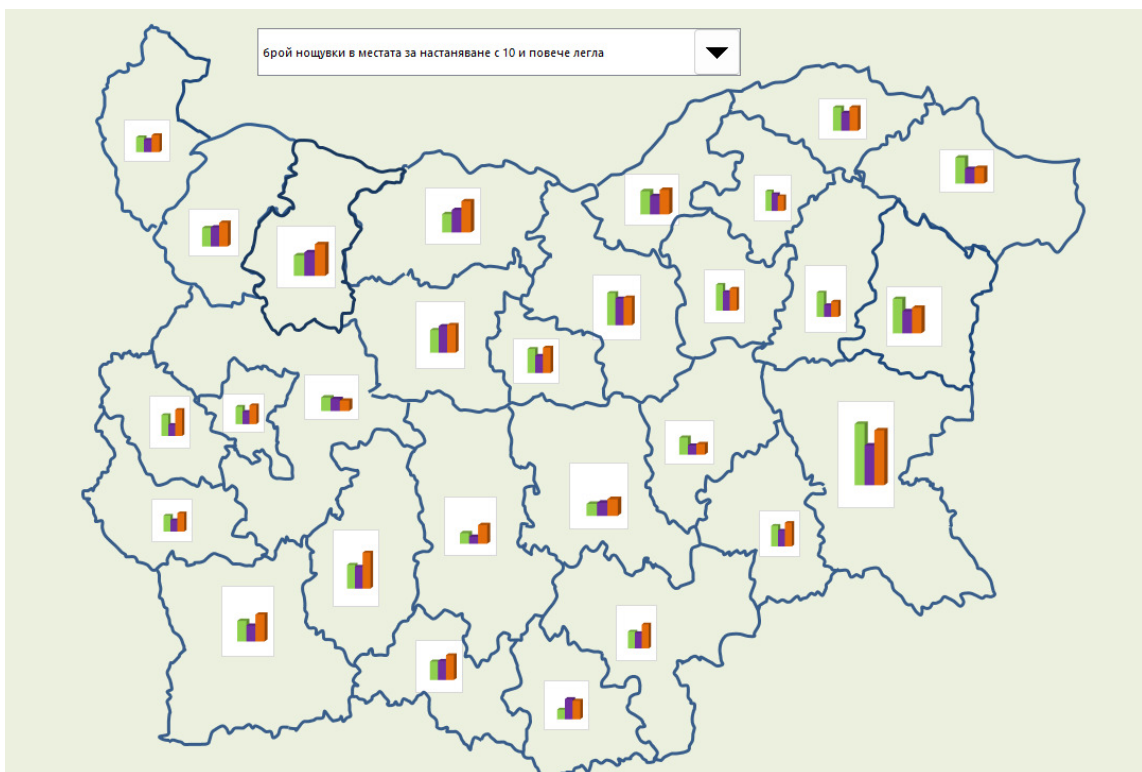 брой нощувки в местата за настаняване с 10 и повече легла